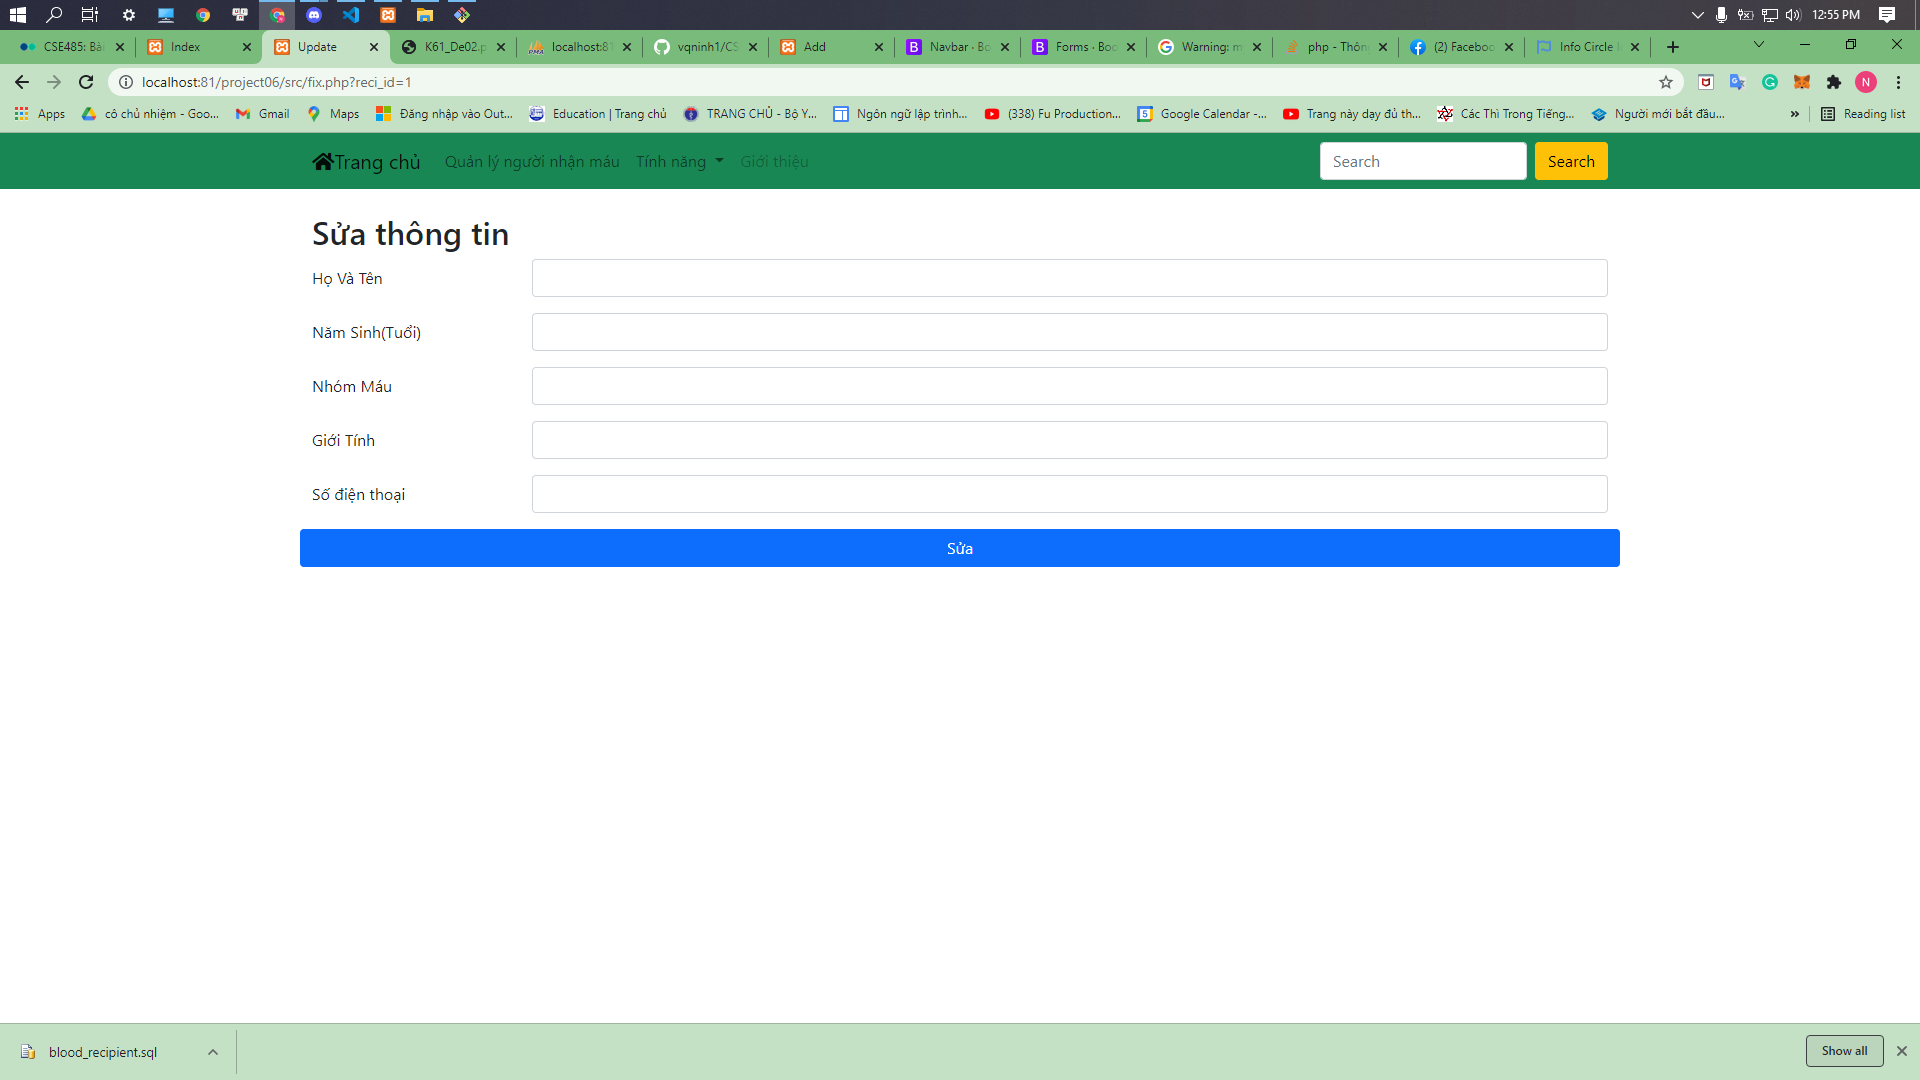 12:55 PM
CSE485: Bài
Index
Update
K61_De02.p
localhost:81
vqninh1/CS
Add
Navbar · Bo
Forms · Boo
Warning: m
php - Thôn
(2) Faceboo
Info Circle I
localhost:81/project06/src/fix.php?reci_id=1
N
Apps
cô chủ nhiệm - Goo...
Gmail
Maps
Đăng nhập vào Out...
Education | Trang chủ
TRANG CHỦ - Bộ Y...
Ngôn ngữ lập trình...
(338) Fu Production...
Google Calendar -...
Trang này dạy đủ th...
Các Thì Trong Tiếng...
Người mới bắt đầu...
»
Reading list
Trang chủ
Quản lý người nhận máu
Tính năng
Giới thiệu
Search
Search
Sửa thông tin
Họ Và Tên
Năm Sinh(Tuổi)
Nhóm Máu
Giới Tính
Số điện thoại
Sửa
blood_recipient.sql
Show all